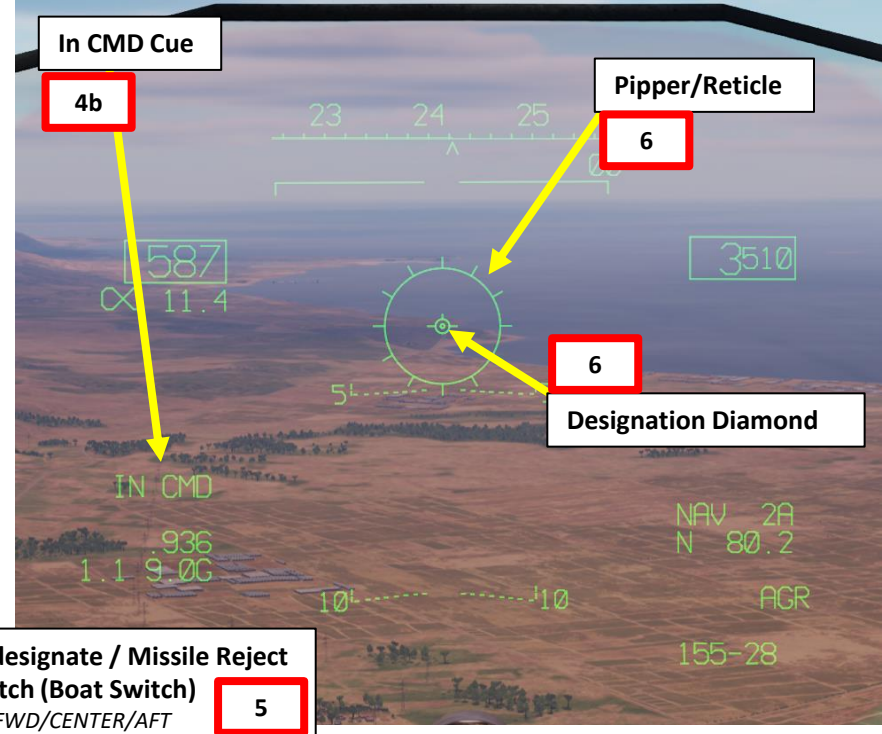 In CMD Cue
4b
Pipper/Reticle
6
23 24 25
587
3510
α 11.4
6
5
Designation Diamond
IN CMD
NAV 2A
.936
N 80.2
1.1 9.0G
10 10
AGR
155-28
designate / Missile Reject
tch (Boat Switch)
5
FWD/CENTER/AFT